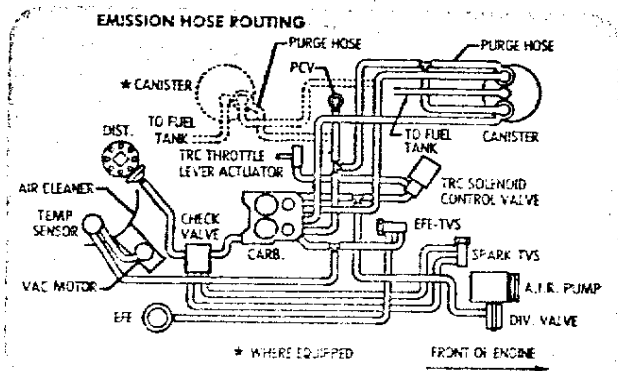 EMISSION HOSE ROUTING
PURGE HOSE
PURGE HOSE
PCV
* CANISTER
TO FUEL
TANK
DIST.
TO FUEL
TANK
CANISTER
TRC THROTTLE
LEVER ACTUATOR
TRC SOLENOID
CONTROL VALVE
AIR CLEANER
TEMP
SENSOR
CHECK
VALVE
CARB.
EFE-TVS
SPARK TVS
VAC MOTOR
A.I.R. PUMP
EFE
DIV. VALVE
* WHERE EQUIPPED
FRONT OF ENGINE